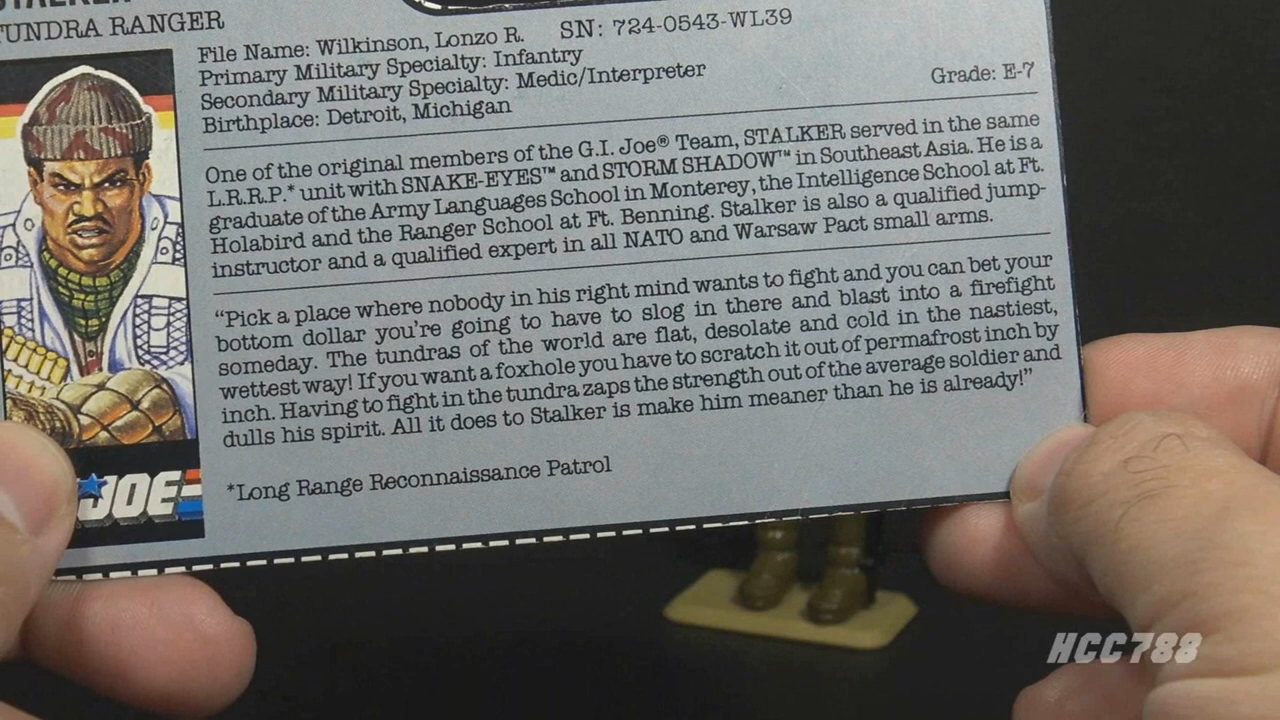 STALKER
TUNDRA RANGER
File Name: Wilkinson, Lonzo R. SN: 724-0543-WL39
Primary Military Specialty: Infantry
Secondary Military Specialty: Medic/Interpreter Grade: E-7
Birthplace: Detroit, Michigan
One of the original members of the G.I. Joe® Team, STALKER served in the same
L.R.R.P.* unit with SNAKE-EYES™ and STORM SHADOW™ in Southeast Asia. He is a
graduate of the Army Languages School in Monterey, the Intelligence School at Ft.
Holabird and the Ranger School at Ft. Benning. Stalker is also a qualified jump-
instructor and a qualified expert in all NATO and Warsaw Pact small arms.
"Pick a place where nobody in his right mind wants to fight and you can bet your
bottom dollar you're going to have to slog in there and blast into a firefight
someday. The tundras of the world are flat, desolate and cold in the nastiest,
wettest way! If you want a foxhole you have to scratch it out of permafrost inch by
inch. Having to fight in the tundra zaps the strength out of the average soldier and
dulls his spirit. All it does to Stalker is make him meaner than he is already!"
*Long Range Reconnaissance Patrol
JOE
HCC788